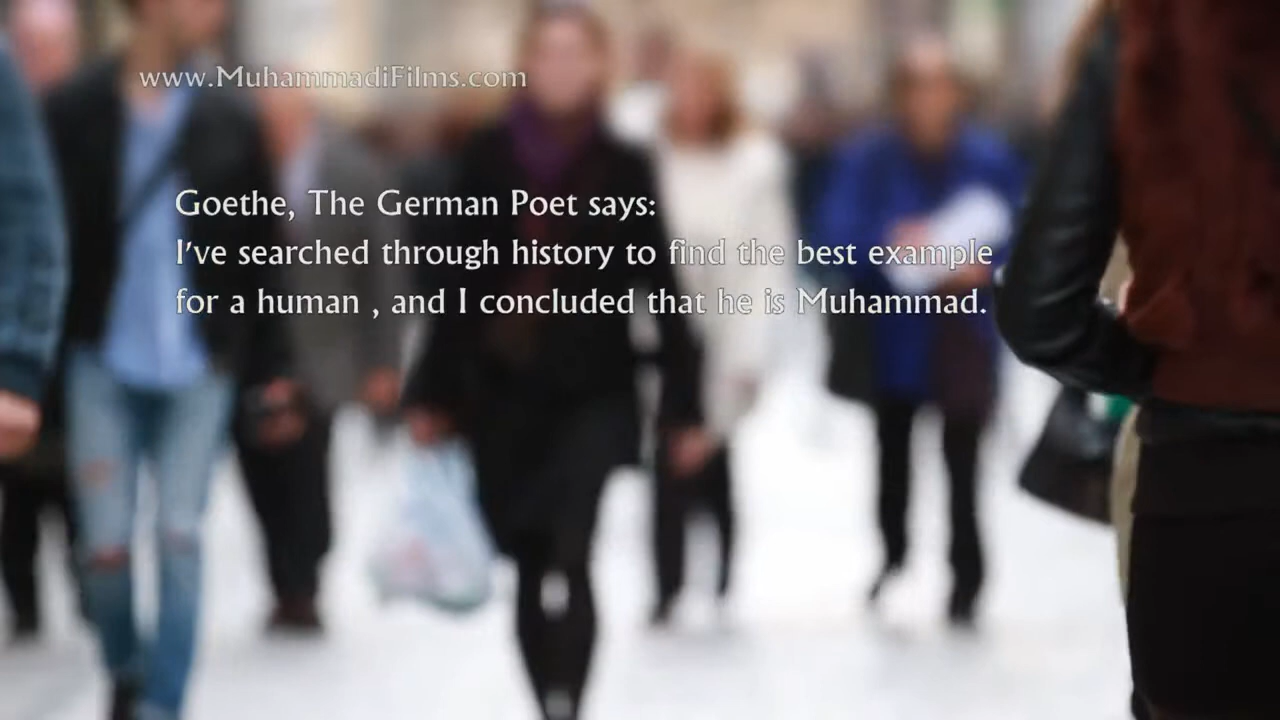 www.MuhammadiFilms.com
Goethe, The German Poet says:
I've searched through history to find the best example
for a human , and I concluded that he is Muhammad.